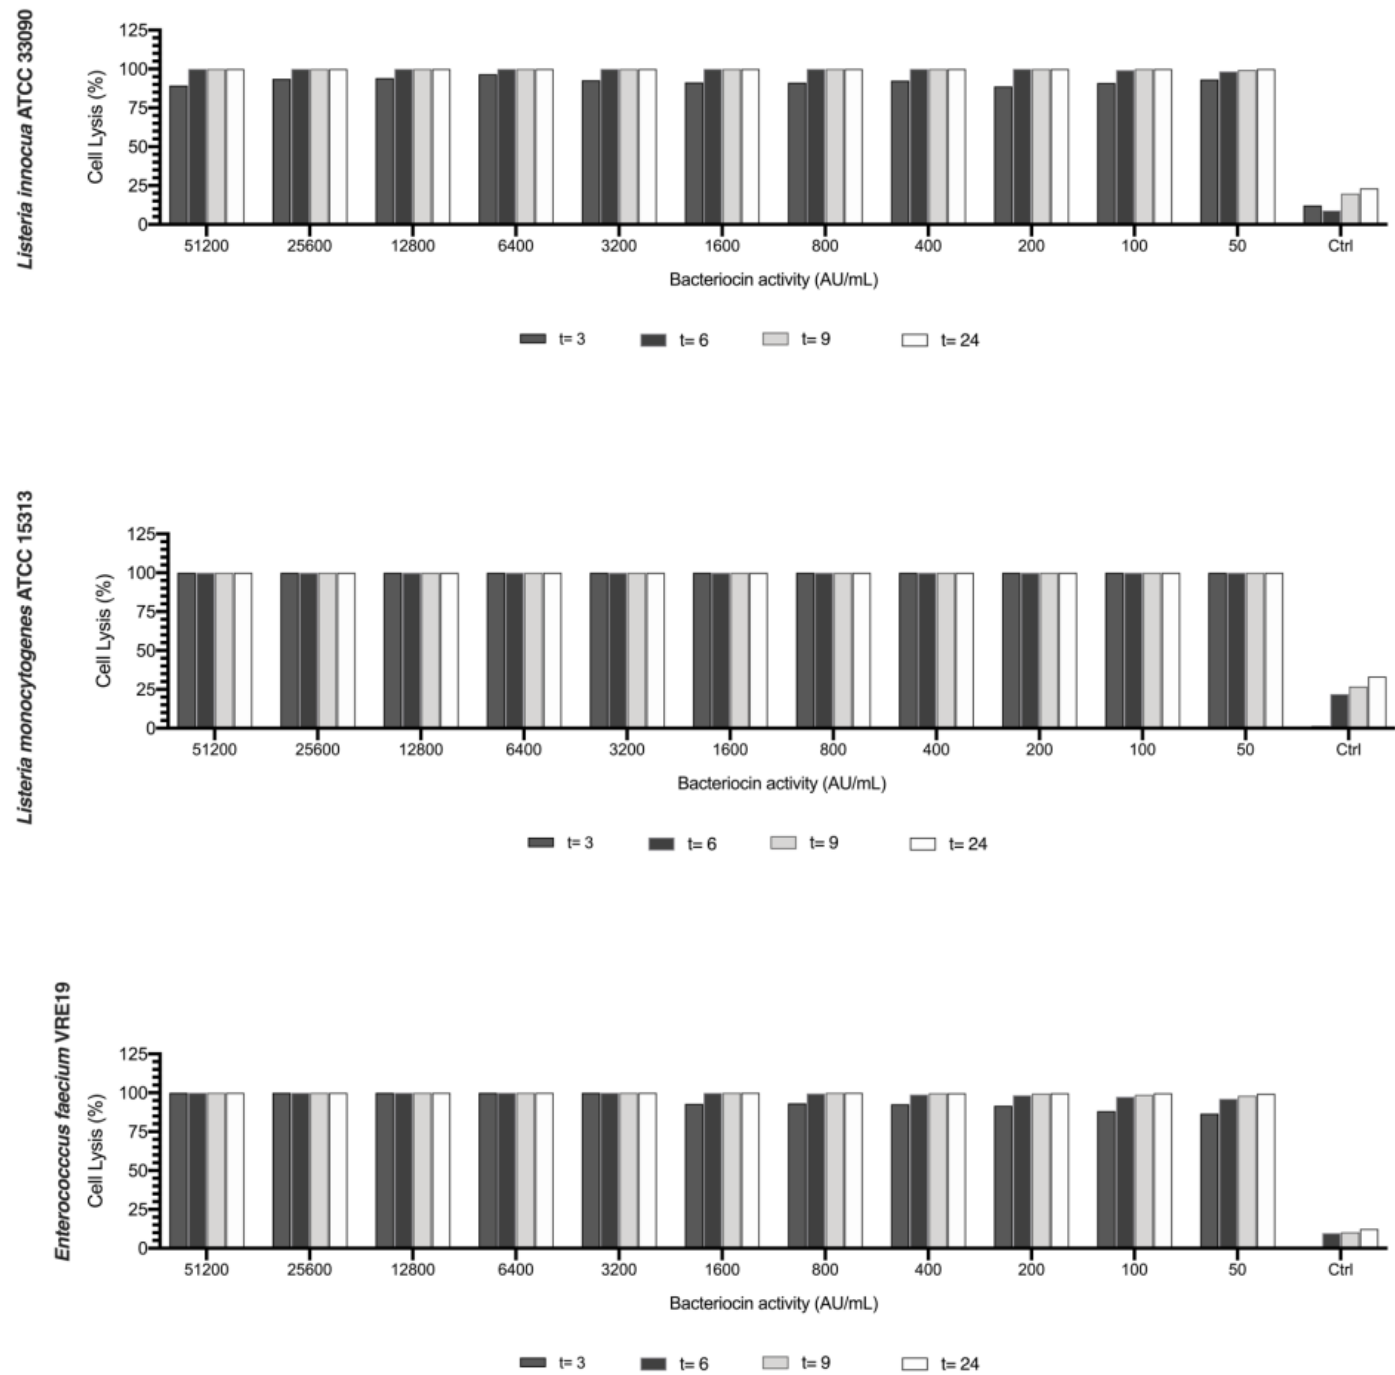 Listeria innocua ATCC 33090
Cell Lysis (%)
125
100
75
50
25
0
51200 25600 12800 6400 3200 1600 800 400 200 100 50 Ctrl
Bacteriocin activity (AU/mL)
t= 3 t= 6 t= 9 t= 24
Listeria monocytogenes ATCC 15313
Cell Lysis (%)
125
100
75
50
25
0
51200 25600 12800 6400 3200 1600 800 400 200 100 50 Ctrl
Bacteriocin activity (AU/mL)
t= 3 t= 6 t= 9 t= 24
Enterococccus faecium VRE19
Cell Lysis (%)
125
100
75
50
25
0
51200 25600 12800 6400 3200 1600 800 400 200 100 50 Ctrl
Bacteriocin activity (AU/mL)
t= 3 t= 6 t= 9 t= 24